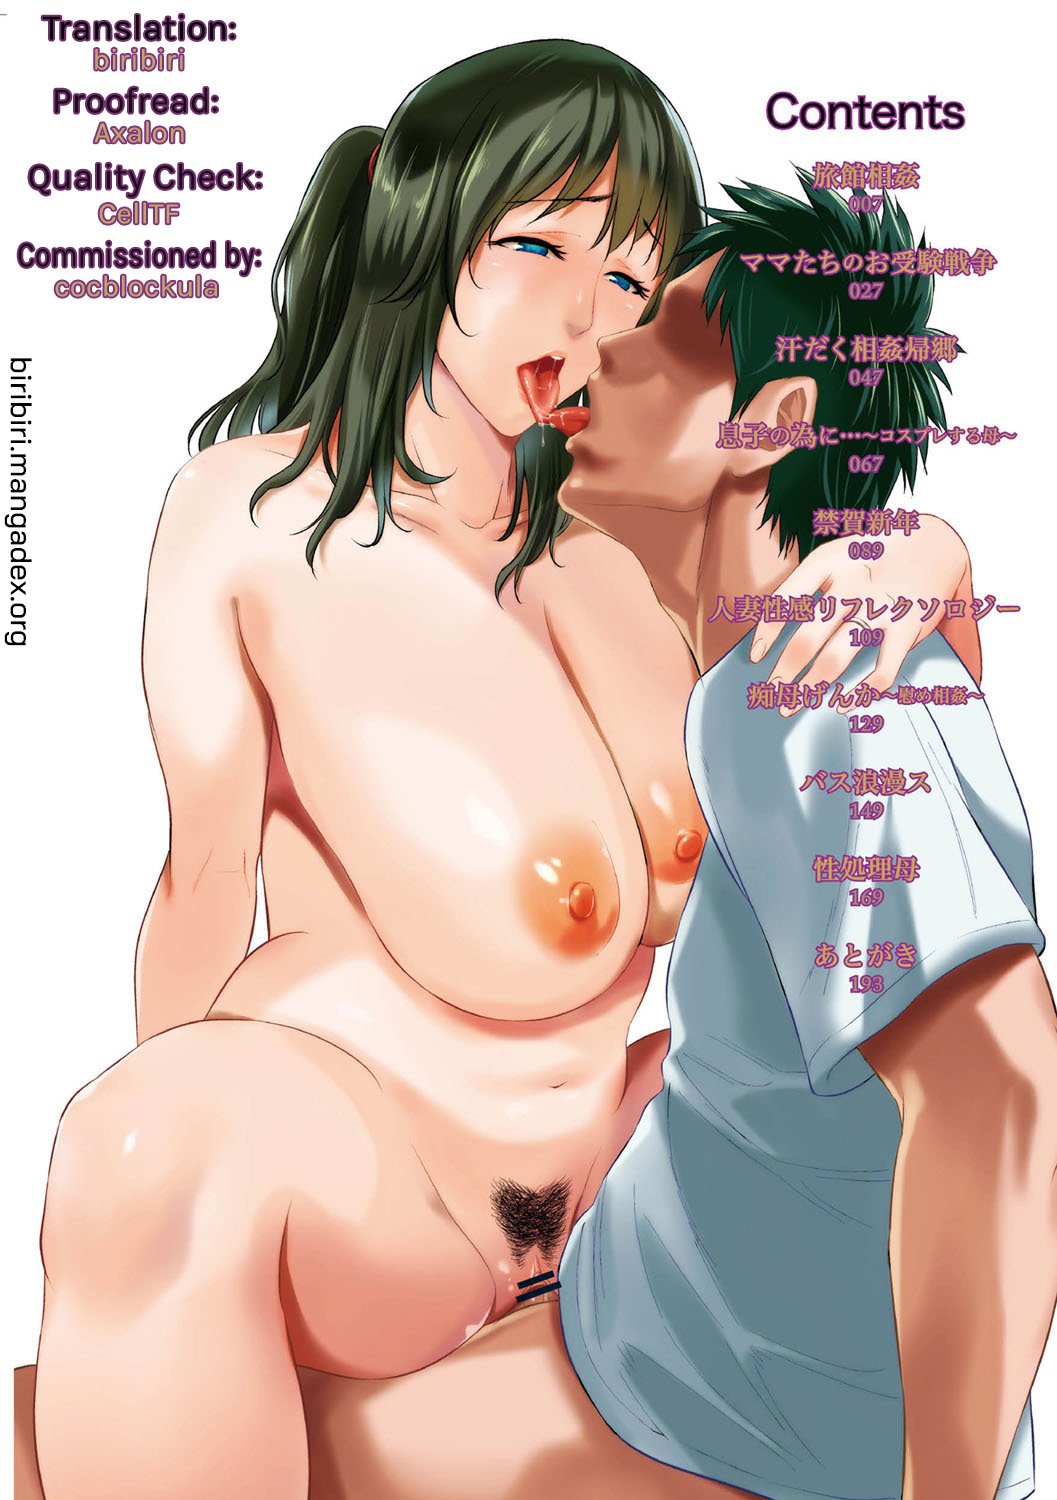 Translation:
biribiri
Proofread:
Axalon
Quality Check:
CellTF
Commissioned by:
cocblockula
biribiri.mangadex.org
Contents
旅館相姦
007
ママたちのお受験戦争
027
汗だく相姦帰郷
047
息子の為に…～コスプレする母～
067
禁賀新年
089
人妻性感リフレクソロジー
109
痴母げんか～慰め相姦～
129
バス浪漫ス
149
性処理母
169
あとがき
193